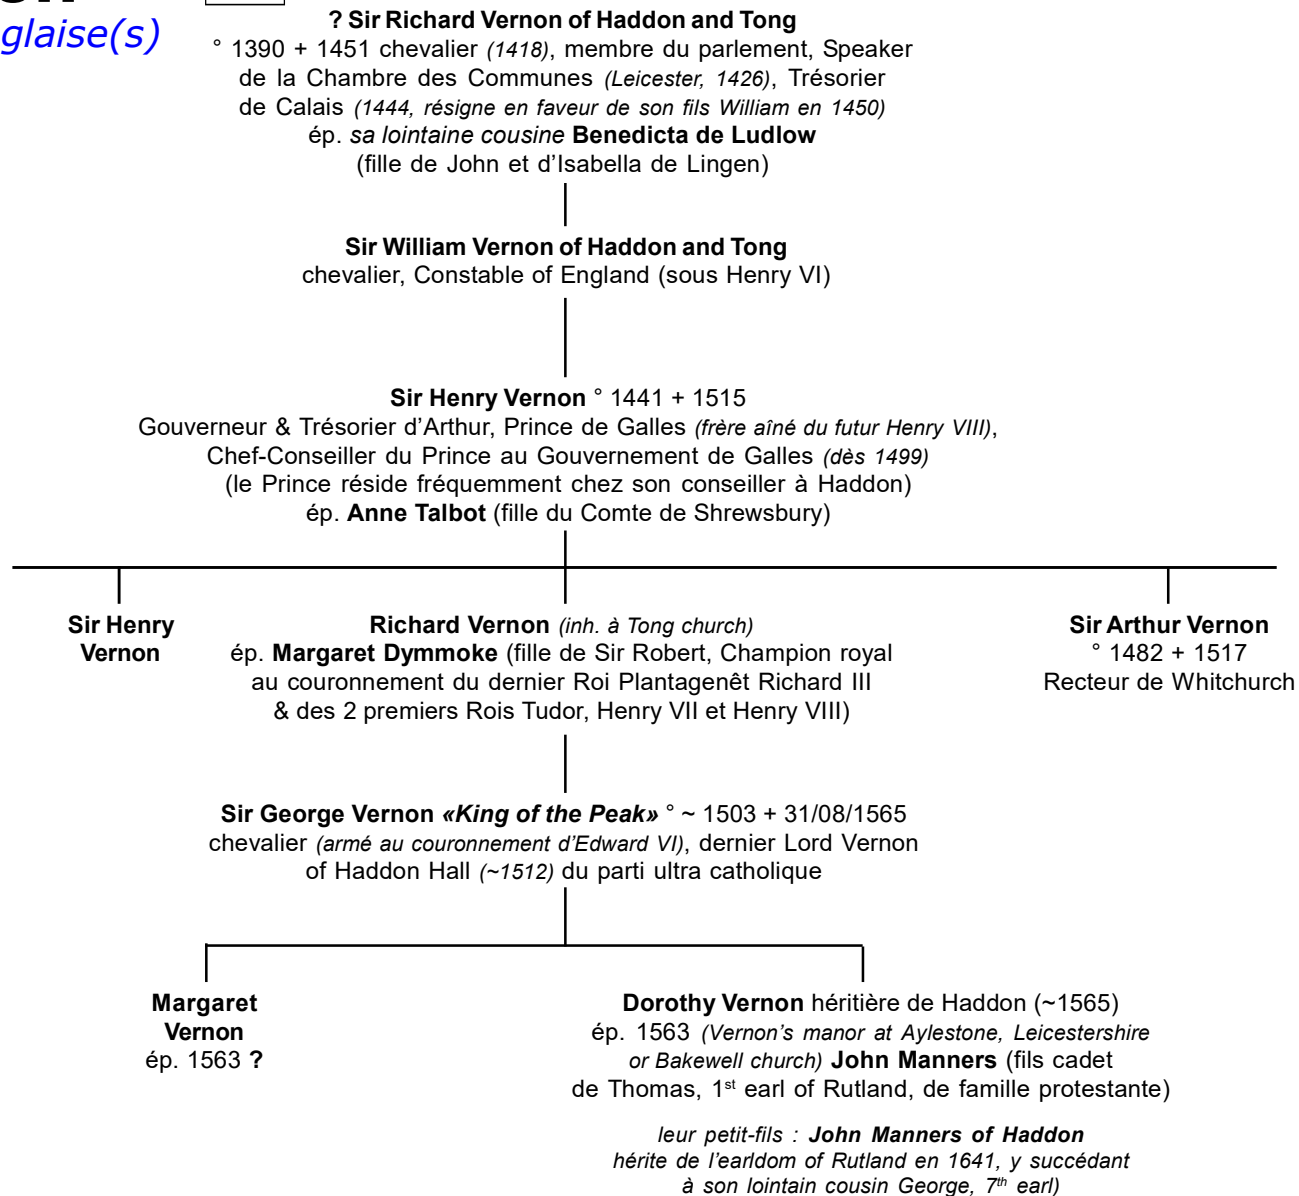 glaise(s)
? Sir Richard Vernon of Haddon and Tong
° 1390 + 1451 chevalier (1418), membre du parlement, Speaker
de la Chambre des Communes (Leicester, 1426), Trésorier
de Calais (1444, résigne en faveur de son fils William en 1450)
ép. sa lointaine cousine Benedicta de Ludlow
(fille de John et d’Isabella de Lingen)
Sir William Vernon of Haddon and Tong
chevalier, Constable of England (sous Henry VI)
Sir Henry Vernon ° 1441 + 1515
Gouverneur & Trésorier d’Arthur, Prince de Galles (frère aîné du futur Henry VIII),
Chef-Conseiller du Prince au Gouvernement de Galles (dès 1499)
(le Prince réside fréquemment chez son conseiller à Haddon)
ép. Anne Talbot (fille du Comte de Shrewsbury)
Sir Henry
Vernon
Richard Vernon (inh. à Tong church)
ép. Margaret Dymmoke (fille de Sir Robert, Champion royal
au couronnement du dernier Roi Plantagenêt Richard III
& des 2 premiers Rois Tudor, Henry VII et Henry VIII)
Sir Arthur Vernon
° 1482 + 1517
Recteur de Whitchurch
Sir George Vernon «King of the Peak» ° ~ 1503 + 31/08/1565
chevalier (armé au couronnement d’Edward VI), dernier Lord Vernon
of Haddon Hall (~1512) du parti ultra catholique
Margaret
Vernon
ép. 1563 ?
Dorothy Vernon héritière de Haddon (~1565)
ép. 1563 (Vernon’s manor at Aylestone, Leicestershire
or Bakewell church) John Manners (fils cadet
de Thomas, 1st earl of Rutland, de famille protestante)
leur petit-fils : John Manners of Haddon
hérite de l’earldom of Rutland en 1641, y succédant
à son lointain cousin George, 7th earl)